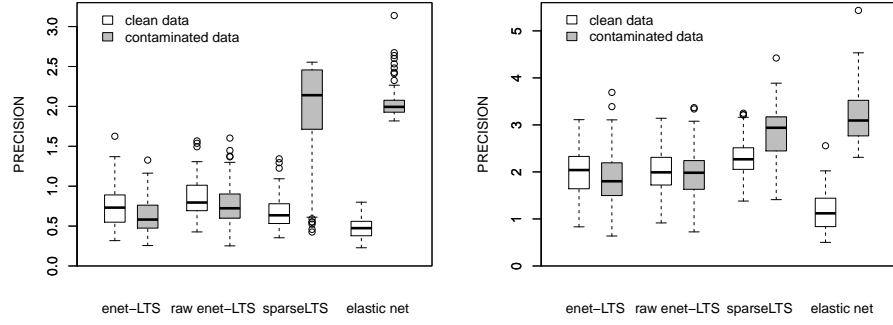 PRECISION
3.0
2.5
2.0
1.5
1.0
0.5
0.0
clean data
contaminated data
enet−LTS raw enet−LTS sparseLTS elastic net
PRECISION
5
4
3
2
1
0
clean data
contaminated data
enet−LTS raw enet−LTS sparseLTS elastic net